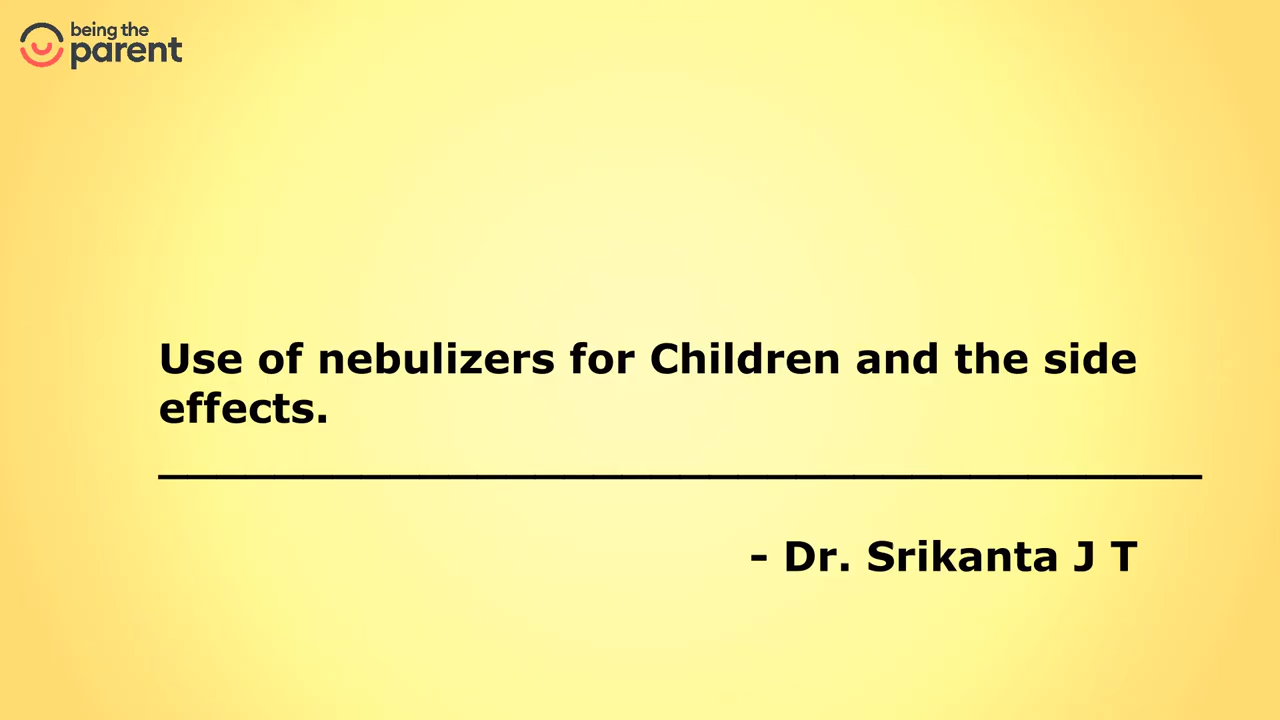 being the
parent
Use of nebulizers for Children and the side
effects.
- Dr. Srikanta J T